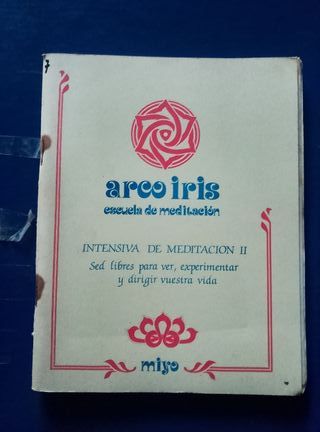 7
arco iris
escuela de meditación
INTENSIVA DE MEDITACION II
Sed libres para ver, experimentar
y dirigir vuestra vida
miyo